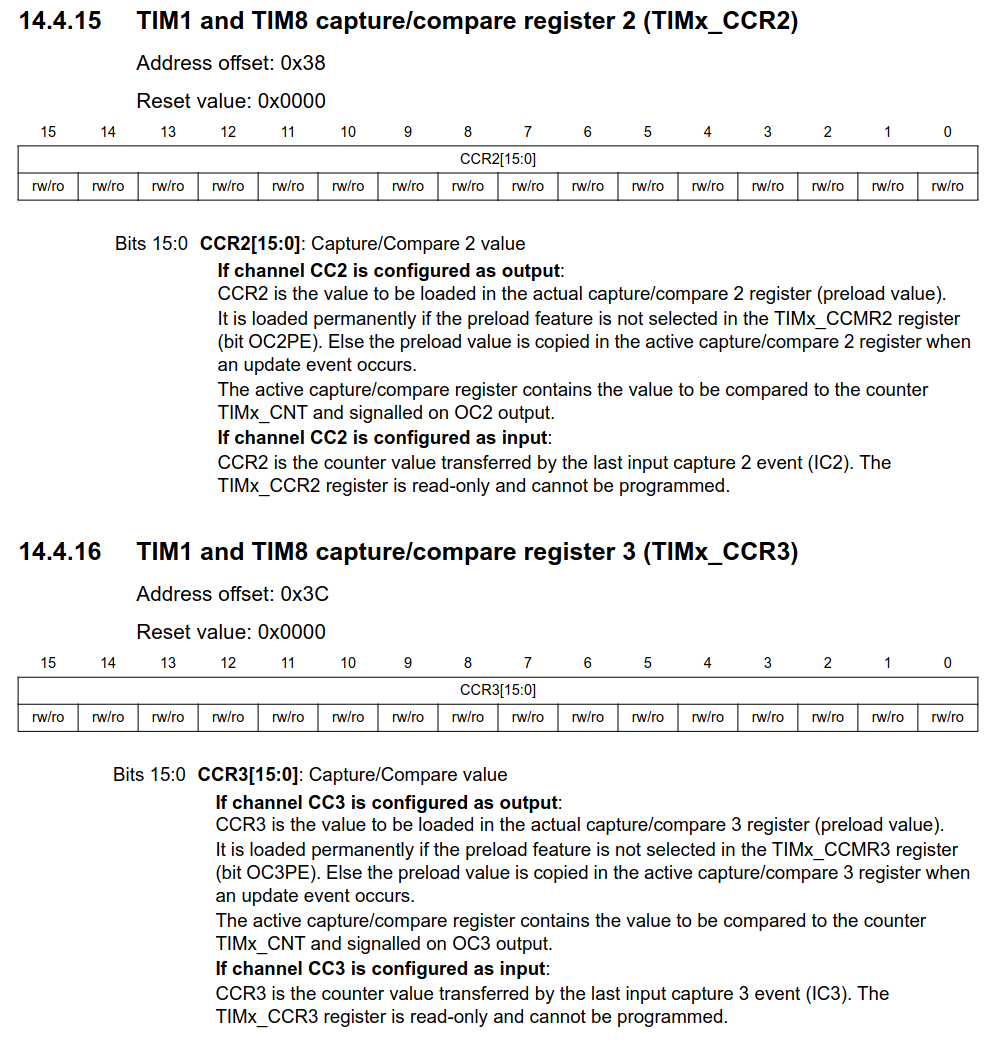 14.4.15 TIM1 and TIM8 capture/compare register 2 (TIMx_CCR2)
Address offset: 0x38
Reset value: 0x0000
15 14 13 12 11 10 9 8 7 6 5 4 3 2 1 0
CCR2[15:0]
rw/ro rw/ro rw/ro rw/ro rw/ro rw/ro rw/ro rw/ro rw/ro rw/ro rw/ro rw/ro rw/ro rw/ro rw/ro rw/ro
Bits 15:0 CCR2[15:0]: Capture/Compare 2 value
If channel CC2 is configured as output:
CCR2 is the value to be loaded in the actual capture/compare 2 register (preload value).
It is loaded permanently if the preload feature is not selected in the TIMx_CCMR2 register
(bit OC2PE). Else the preload value is copied in the active capture/compare 2 register when
an update event occurs.
The active capture/compare register contains the value to be compared to the counter
TIMx_CNT and signalled on OC2 output.
If channel CC2 is configured as input:
CCR2 is the counter value transferred by the last input capture 2 event (IC2). The
TIMx_CCR2 register is read-only and cannot be programmed.
14.4.16 TIM1 and TIM8 capture/compare register 3 (TIMx_CCR3)
Address offset: 0x3C
Reset value: 0x0000
15 14 13 12 11 10 9 8 7 6 5 4 3 2 1 0
CCR3[15:0]
rw/ro rw/ro rw/ro rw/ro rw/ro rw/ro rw/ro rw/ro rw/ro rw/ro rw/ro rw/ro rw/ro rw/ro rw/ro rw/ro
Bits 15:0 CCR3[15:0]: Capture/Compare value
If channel CC3 is configured as output:
CCR3 is the value to be loaded in the actual capture/compare 3 register (preload value).
It is loaded permanently if the preload feature is not selected in the TIMx_CCMR3 register
(bit OC3PE). Else the preload value is copied in the active capture/compare 3 register when
an update event occurs.
The active capture/compare register contains the value to be compared to the counter
TIMx_CNT and signalled on OC3 output.
If channel CC3 is configured as input:
CCR3 is the counter value transferred by the last input capture 3 event (IC3). The
TIMx_CCR3 register is read-only and cannot be programmed.